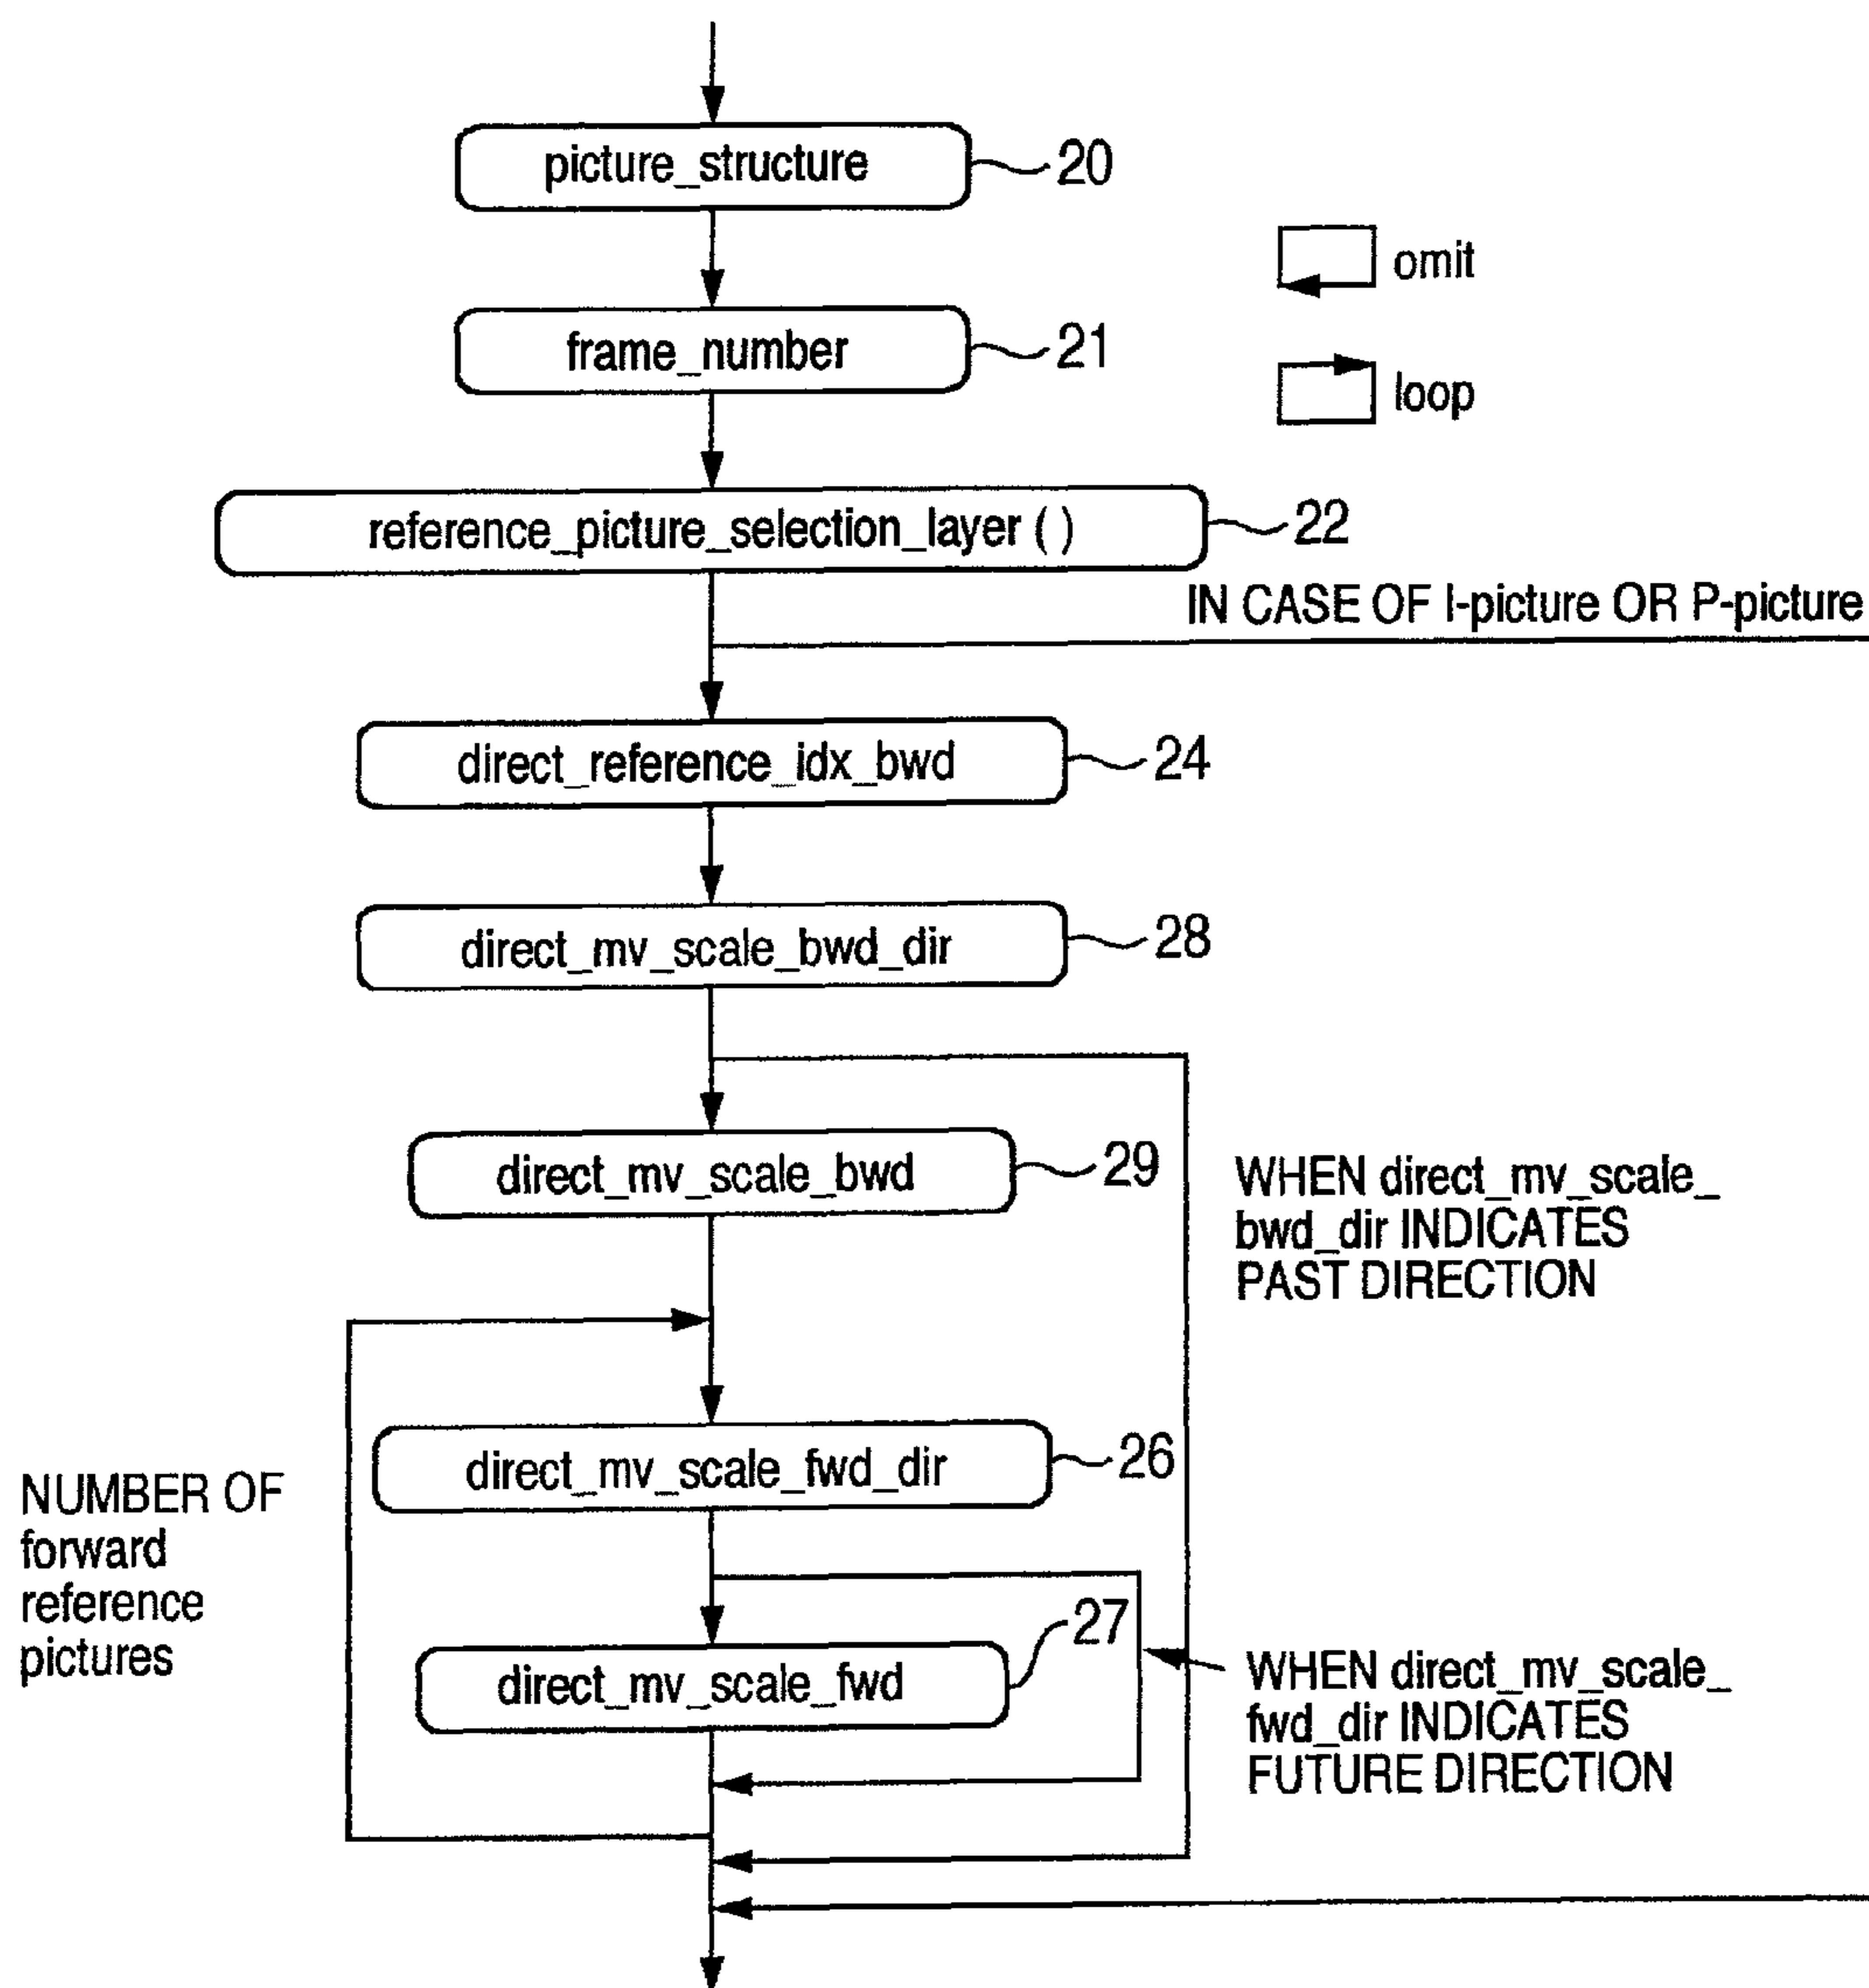 picture_structure 20
frame_number 21
omit
loop
reference_picture_selection_layer ( ) 22
IN CASE OF I-picture OR P-picture
direct_reference_idx_bwd 24
direct_mv_scale_bwd_dir 28
direct_mv_scale_bwd 29
WHEN direct_mv_scale_
bwd_dir INDICATES
PAST DIRECTION
direct_mv_scale_fwd_dir 26
NUMBER OF
forward
reference
pictures
direct_mv_scale_fwd 27
WHEN direct_mv_scale_
fwd_dir INDICATES
FUTURE DIRECTION